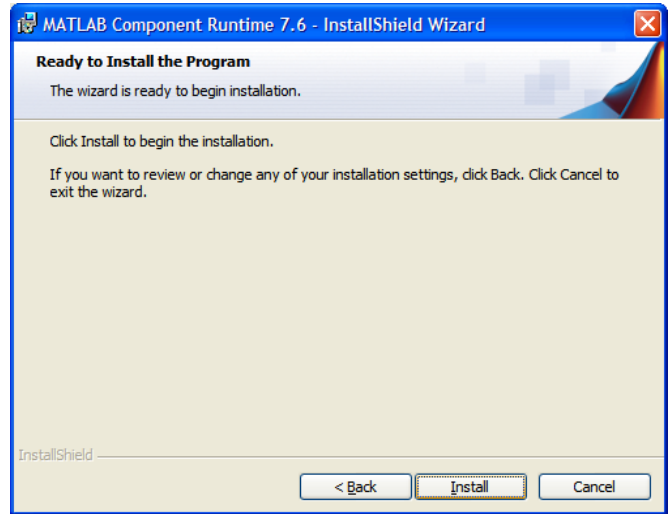 MATLAB Component Runtime 7.6 - InstallShield Wizard
Ready to Install the Program
The wizard is ready to begin installation.
Click Install to begin the installation.
If you want to review or change any of your installation settings, click Back. Click Cancel to
exit the wizard.
InstallShield
< Back Install Cancel